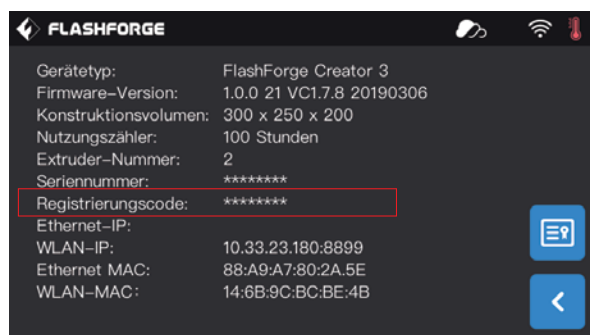 FLASHFORGE
Gerätetyp: FlashForge Creator 3
Firmware-Version: 1.0.0 21 VC1.7.8 20190306
Konstruktionsvolumen: 300 x 250 x 200
Nutzungszähler: 100 Stunden
Extruder-Nummer: 2
Seriennummer: ********
Registrierungscode: ********
Ethernet-IP:
WLAN-IP: 10.33.23.180:8899
Ethernet MAC: 88:A9:A7:80:2A.5E
WLAN-MAC: 14:6B:9C:BC:BE:4B